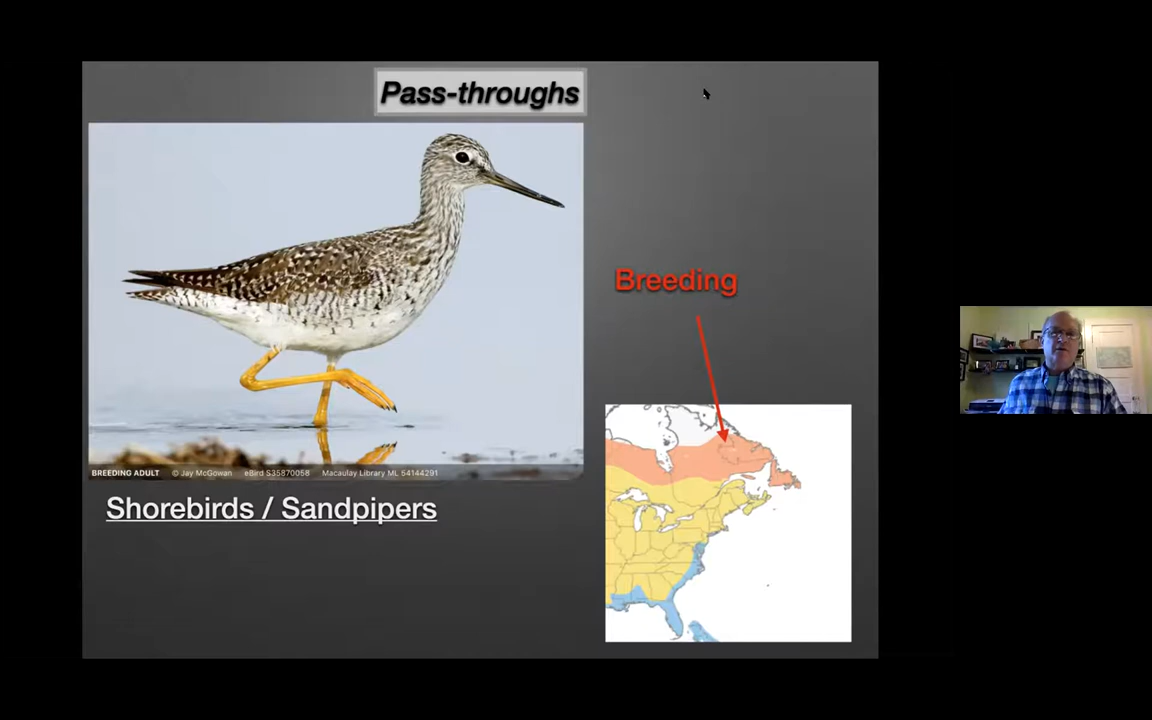 Pass-throughs
Breeding
BREEDING ADULT © Jay McGowan eBird S35870058 Macaulay Library ML 54144291
Shorebirds / Sandpipers